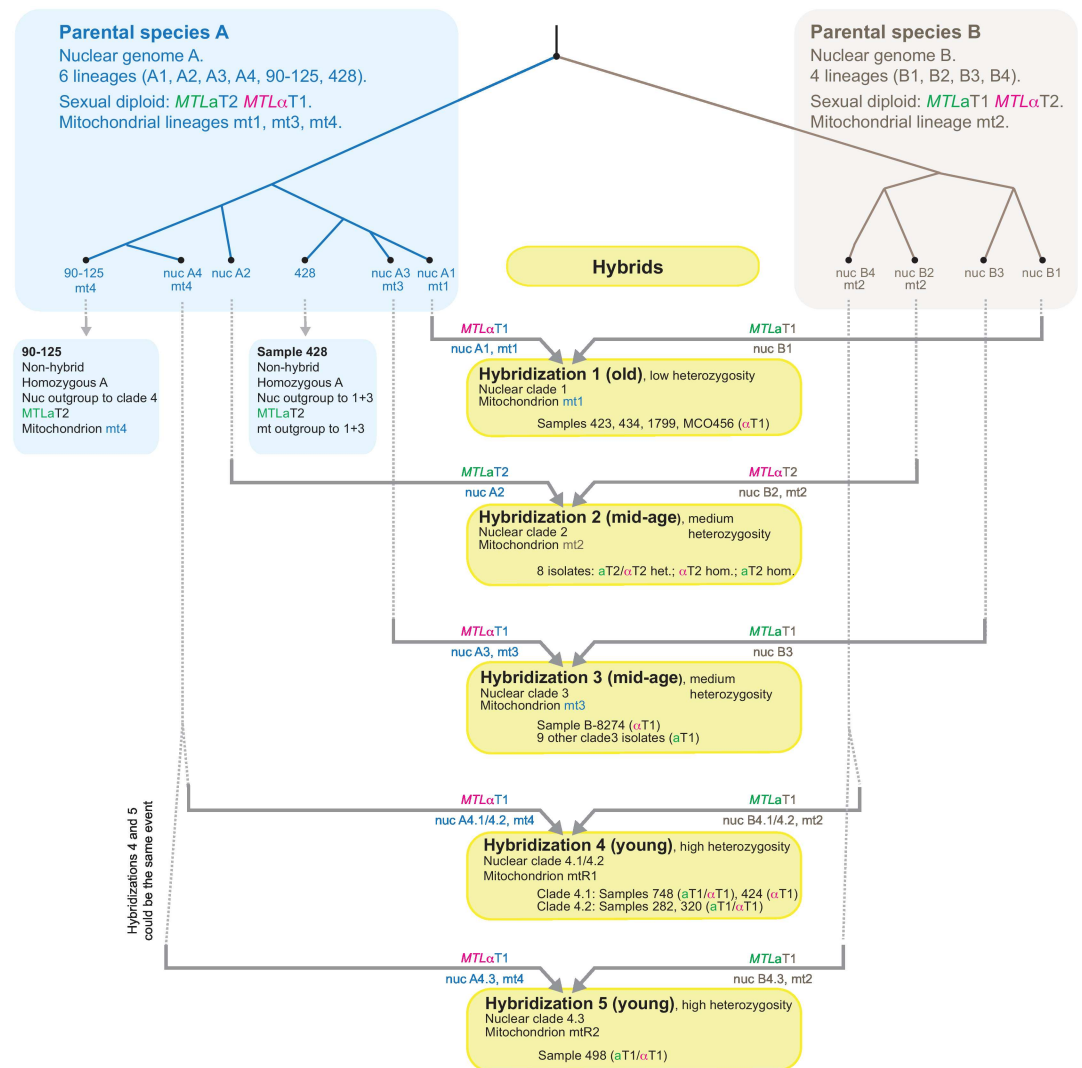 Parental species A
Nuclear genome A.
6 lineages (A1, A2, A3, A4, 90-125, 428).
Sexual diploid: MTLaT2 MTLαT1.
Mitochondrial lineages mt1, mt3, mt4.
Parental species B
Nuclear genome B.
4 lineages (B1, B2, B3, B4).
Sexual diploid: MTLaT1 MTLαT2.
Mitochondrial lineage mt2.
90-125
mt4
nuc A4
mt4
nuc A2
428
nuc A3
mt3
nuc A1
mt1
Hybrids
nuc B4
mt2
nuc B2
mt2
nuc B3
nuc B1
90-125
Non-hybrid
Homozygous A
Nuc outgroup to clade 4
MTLaT2
Mitochondrion mt4
Sample 428
Non-hybrid
Homozygous A
Nuc outgroup to 1+3
MTLaT2
mt outgroup to 1+3
MTLαT1
nuc A1, mt1
MTLaT1
nuc B1
Hybridization 1 (old), low heterozygosity
Nuclear clade 1
Mitochondrion mt1
Samples 423, 434, 1799, MCO456 (αT1)
MTLaT2
nuc A2
MTLαT2
nuc B2, mt2
Hybridization 2 (mid-age), medium
heterozygosity
Nuclear clade 2
Mitochondrion mt2
8 isolates: aT2/αT2 het.; αT2 hom.; aT2 hom.
MTLαT1
nuc A3, mt3
MTLaT1
nuc B3
Hybridization 3 (mid-age), medium
heterozygosity
Nuclear clade 3
Mitochondrion mt3
Sample B-8274 (αT1)
9 other clade3 isolates (aT1)
Hybridizations 4 and 5
could be the same event
MTLαT1
nuc A4.1/4.2, mt4
MTLaT1
nuc B4.1/4.2, mt2
Hybridization 4 (young), high heterozygosity
Nuclear clade 4.1/4.2
Mitochondrion mtR1
Clade 4.1: Samples 748 (aT1/αT1), 424 (αT1)
Clade 4.2: Samples 282, 320 (aT1/αT1)
MTLαT1
nuc A4.3, mt4
MTLaT1
nuc B4.3, mt2
Hybridization 5 (young), high heterozygosity
Nuclear clade 4.3
Mitochondrion mtR2
Sample 498 (aT1/αT1)